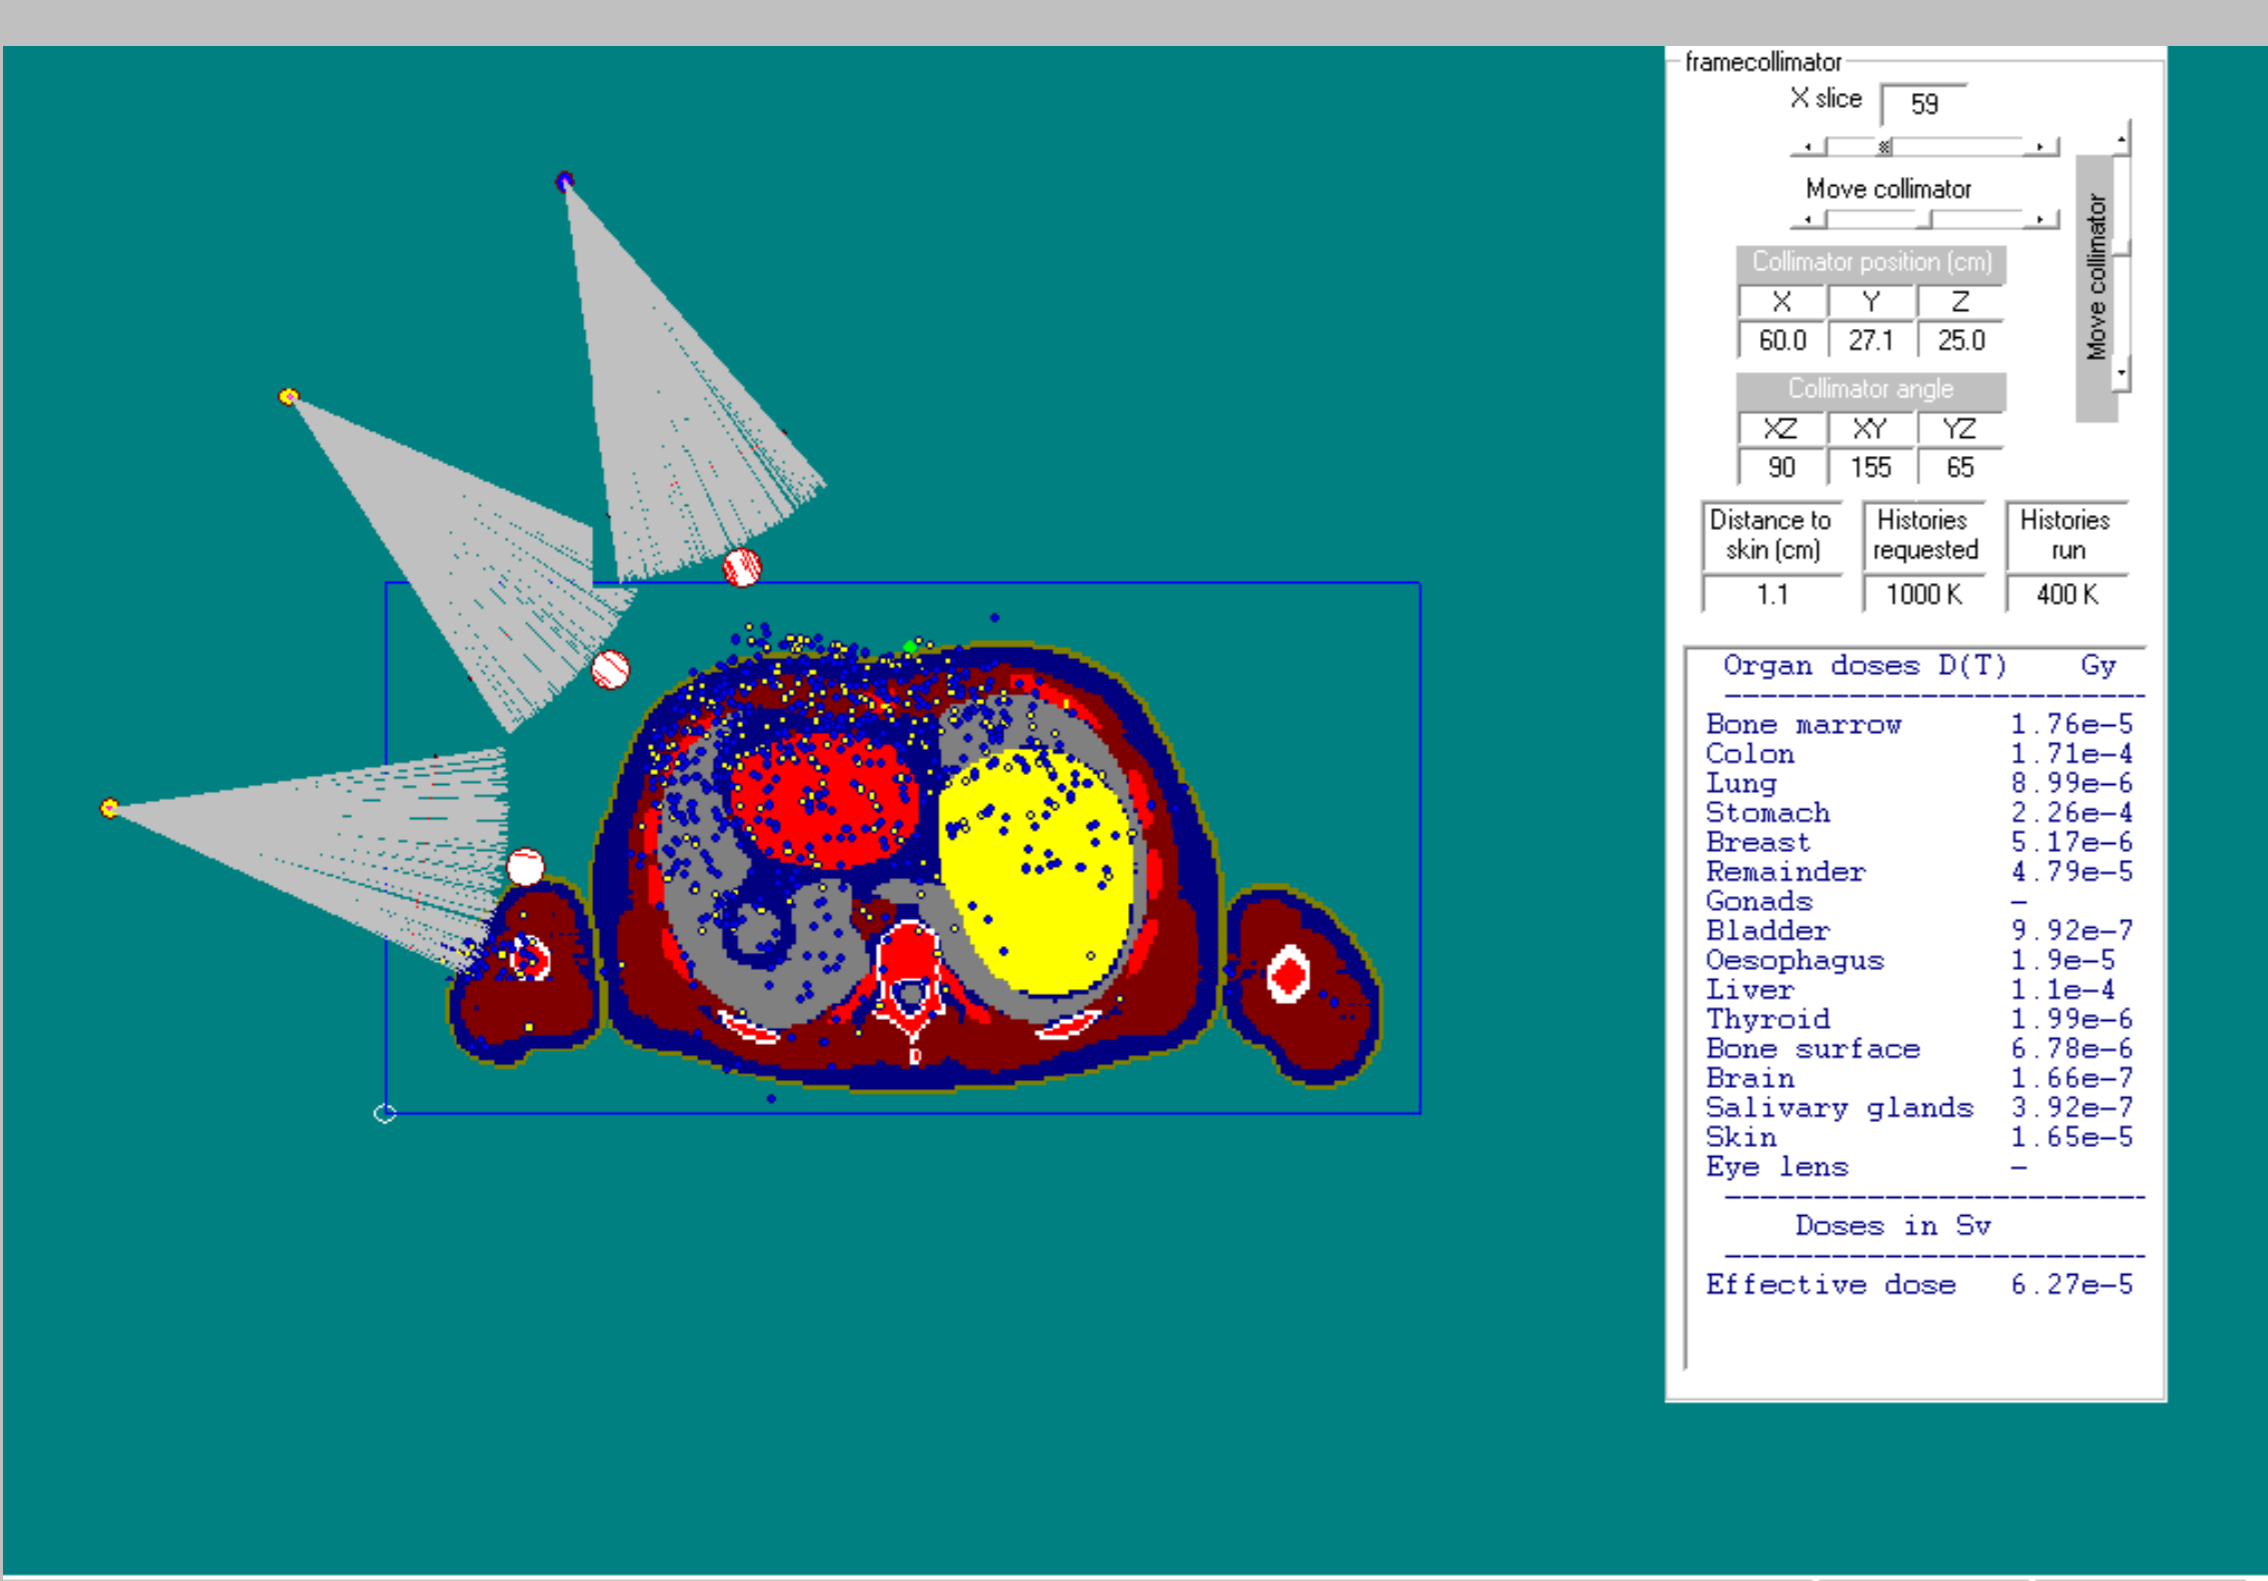 framecollimator
X slice 59
Move collimator
Move collimator
Collimator position (cm)
X Y Z
60.0 27.1 25.0
Collimator angle
XZ XY YZ
90 155 65
Distance to skin (cm) Histories requested Histories run
1.1 1000 K 400 K
Organ doses D(T) Gy
Bone marrow 1.76e-5
Colon 1.71e-4
Lung 8.99e-6
Stomach 2.26e-4
Breast 5.17e-6
Remainder 4.79e-5
Gonads -
Bladder 9.92e-7
Oesophagus 1.9e-5
Liver 1.1e-4
Thyroid 1.99e-6
Bone surface 6.78e-6
Brain 1.66e-7
Salivary glands 3.92e-7
Skin 1.65e-5
Eye lens -
Doses in Sv
Effective dose 6.27e-5